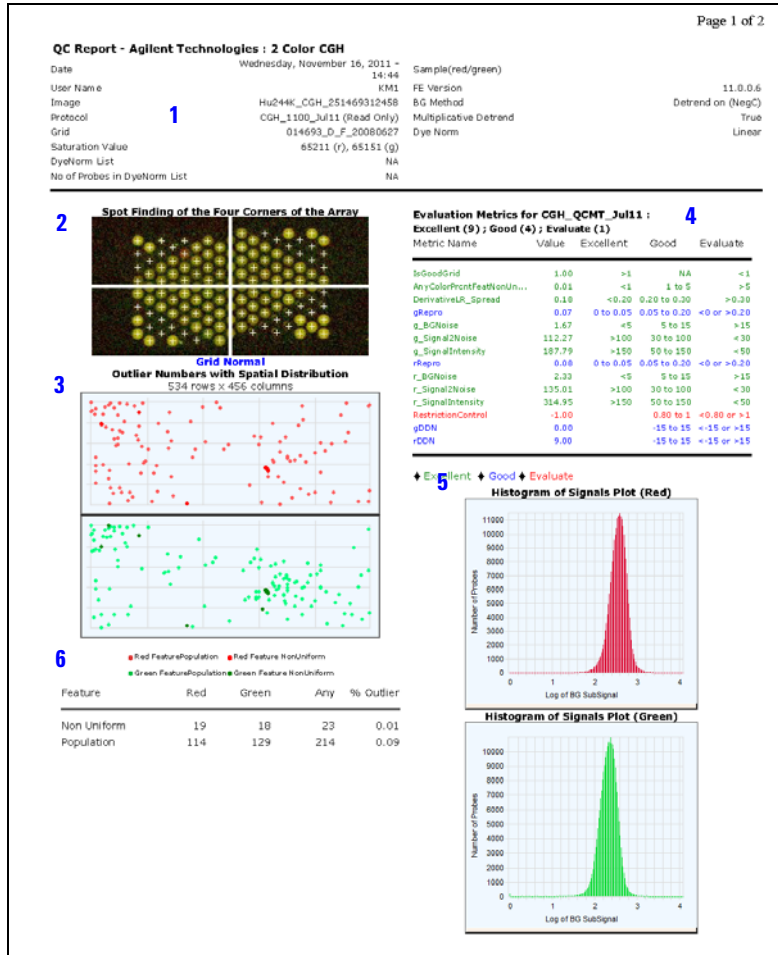 Page 1 of 2
QC Report - Agilent Technologies : 2 Color CGH
Date Wednesday, November 16, 2011 - 14:44
User Name KM1
Image Hu244K_CGH_251469312458
Protocol CGH_1100_Jul11 (Read Only)
Grid 014693_D_F_20080627
Saturation Value 65211 (r), 65151 (g)
DyeNorm List NA
No of Probes in DyeNorm List NA
1
Sample(red/green)
FE Version 11.0.0.6
BG Method Detrend on (NegC)
Multiplicative Detrend True
Dye Norm Linear
2
Spot Finding of the Four Corners of the Array
Grid Normal
3
Outlier Numbers with Spatial Distribution
534 rows x 456 columns
Red FeaturePopulation Red Feature NonUniform
Green FeaturePopulation Green Feature NonUniform
6
Feature Red Green Any % Outlier
Non Uniform 19 18 23 0.01
Population 114 129 214 0.09
4
Evaluation Metrics for CGH_QCMT_Jul11 :
Excellent (9) ; Good (4) ; Evaluate (1)
Metric Name Value Excellent Good Evaluate
IsGoodGrid 1.00 >1 NA <1
AnyColorPrcntFeatNonUn... 0.01 <1 1 to 5 >5
DerivativeLR_Spread 0.18 <0.20 0.20 to 0.30 >0.30
gRepro 0.07 0 to 0.05 0.05 to 0.20 <0 or >0.20
g_BGNoise 1.67 <5 5 to 15 >15
g_Signal2Noise 112.27 >100 30 to 100 <30
g_SignalIntensity 187.79 >150 50 to 150 <50
rRepro 0.08 0 to 0.05 0.05 to 0.20 <0 or >0.20
r_BGNoise 2.33 <5 5 to 15 >15
r_Signal2Noise 135.01 >100 30 to 100 <30
r_SignalIntensity 314.95 >150 50 to 150 <50
RestrictionControl -1.00 0.80 to 1 <0.80 or >1
gDDN 0.00 -15 to 15 <-15 or >15
rDDN 9.00 -15 to 15 <-15 or >15
Excellent Good Evaluate
5
Histogram of Signals Plot (Red)
Number of Probes
11000
10000
9000
8000
7000
6000
5000
4000
3000
2000
1000
0
0 1 2 3 4
Log of BG SubSignal
Histogram of Signals Plot (Green)
Number of Probes
10000
9000
8000
7000
6000
5000
4000
3000
2000
1000
0
0 1 2 3 4
Log of BG SubSignal